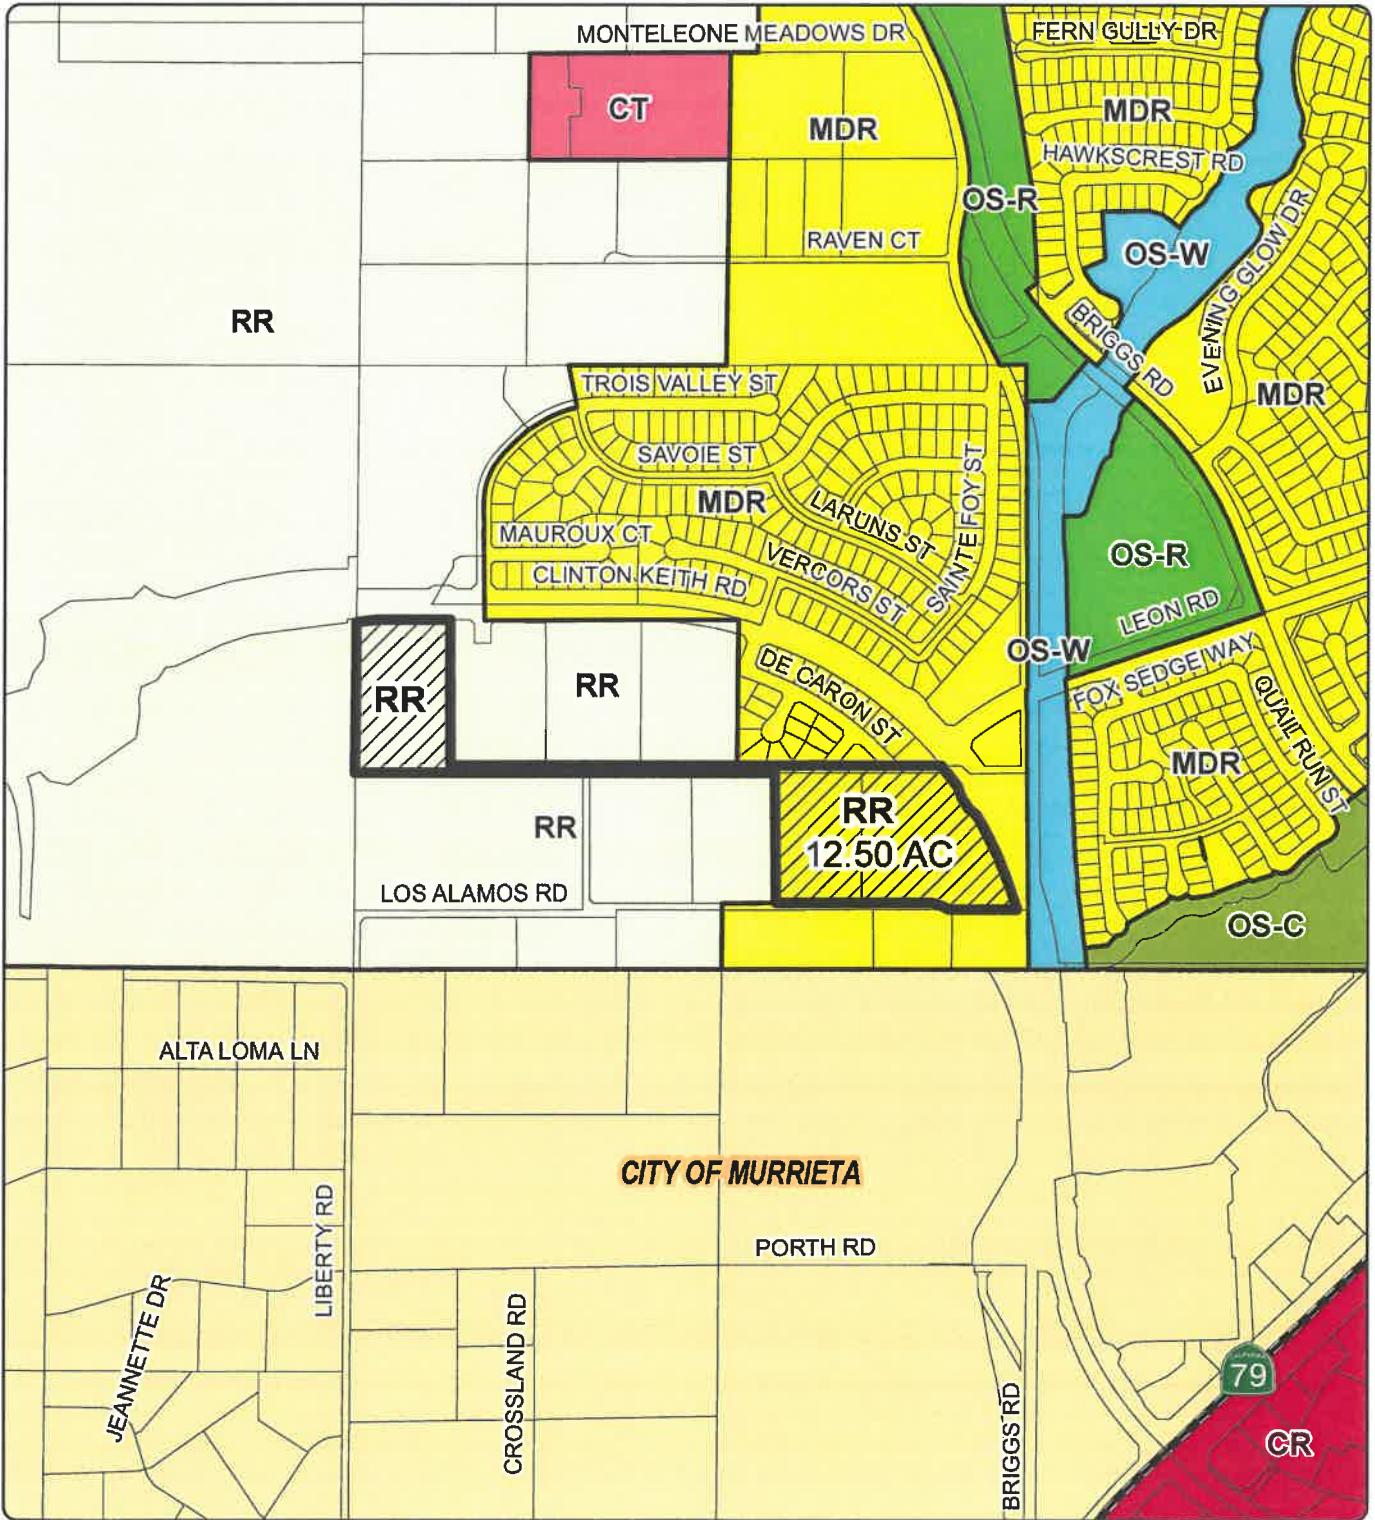 MONTELEONE MEADOWS DR
FERN GULLY DR
CT
MDR
MDR
HAWKSCREST RD
OS-R
RAVEN CT
OS-W
EVENING GLOW DR
RR
BRIGGS RD
TROIS VALLEY ST
MDR
SAVOIE ST
MDR
LARUNS ST
SAINTE FOY ST
MAUROUX CT
VERCORS ST
OS-R
CLINTON KEITH RD
LEON RD
OS-W
RR
RR
DE CARON ST
FOX SEDGE WAY
QUAIL RUN ST
MDR
RR
RR
12.50 AC
LOS ALAMOS RD
OS-C
ALTA LOMA LN
CITY OF MURRIETA
LIBERTY RD
PORTH RD
JEANNETTE DR
CROSSLAND RD
BRIGGS RD
CALIFORNIA
79
CR